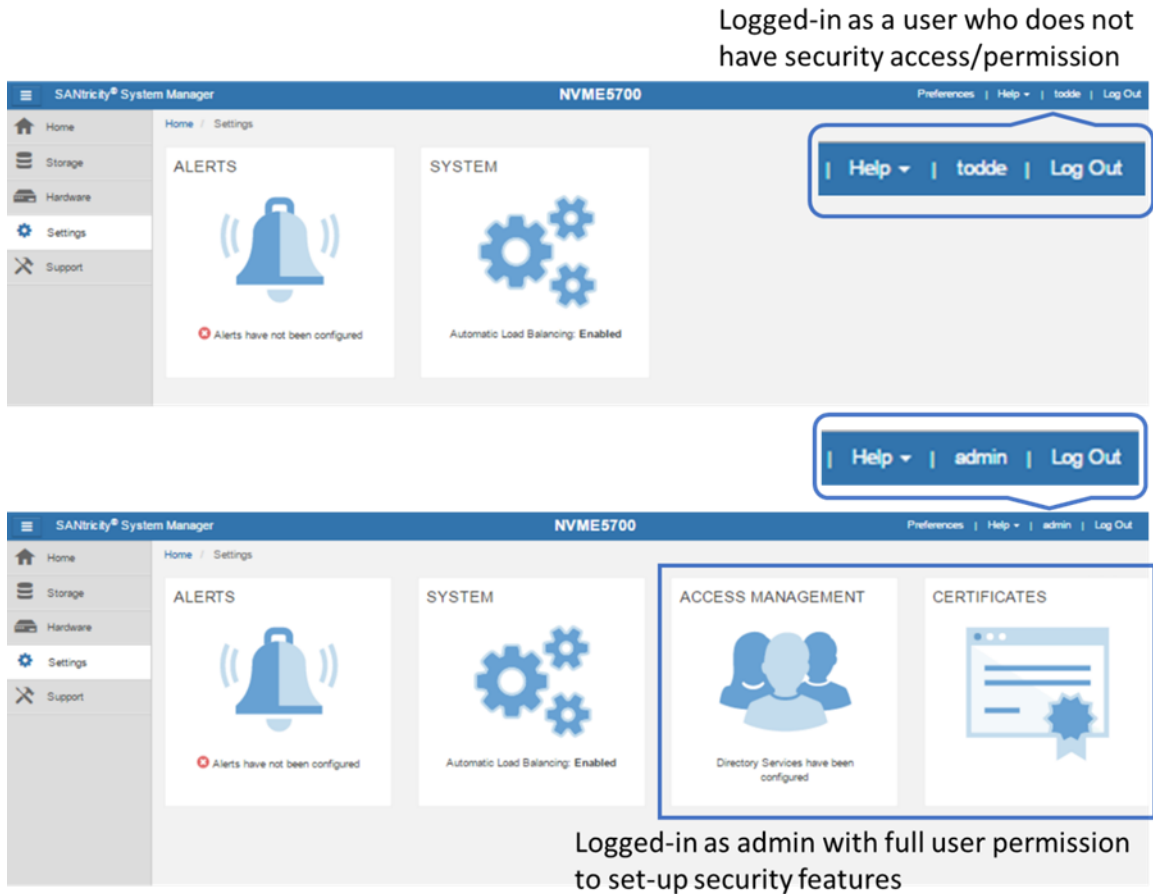 Logged-in as a user who does not
have security access/permission
SANtricity® System Manager
NVME5700
Preferences | Help | todde | Log Out
Home
Storage
Hardware
Settings
Support
Home / Settings
ALERTS
Alerts have not been configured
SYSTEM
Automatic Load Balancing: Enabled
| Help | todde | Log Out
| Help | admin | Log Out
SANtricity® System Manager
NVME5700
Preferences | Help | admin | Log Out
Home
Storage
Hardware
Settings
Support
Home / Settings
ALERTS
Alerts have not been configured
SYSTEM
Automatic Load Balancing: Enabled
ACCESS MANAGEMENT
Directory Services have been
configured
CERTIFICATES
Logged-in as admin with full user permission
to set-up security features